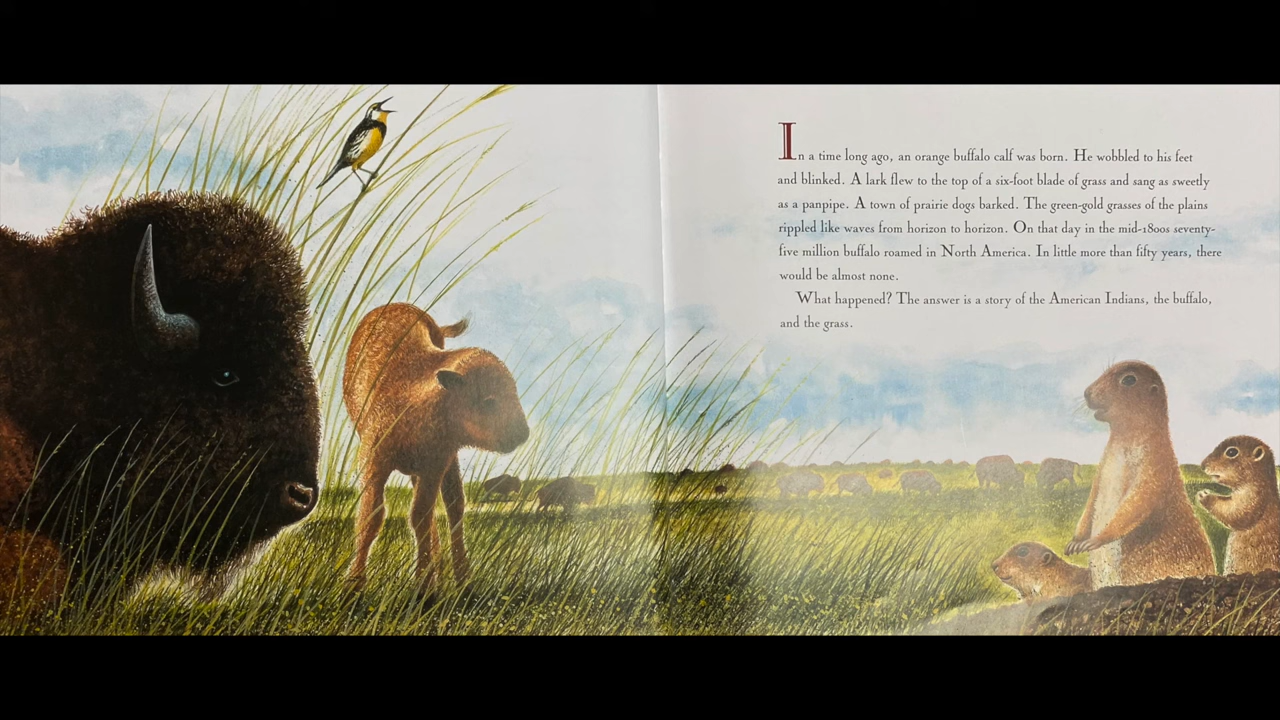 In a time long ago, an orange buffalo calf was born. He wobbled to his feet
and blinked. A lark flew to the top of a six-foot blade of grass and sang as sweetly
as a panpipe. A town of prairie dogs barked. The green-gold grasses of the plains
rippled like waves from horizon to horizon. On that day in the mid-1800s seventy-
five million buffalo roamed in North America. In little more than fifty years, there
would be almost none.
What happened? The answer is a story of the American Indians, the buffalo,
and the grass.